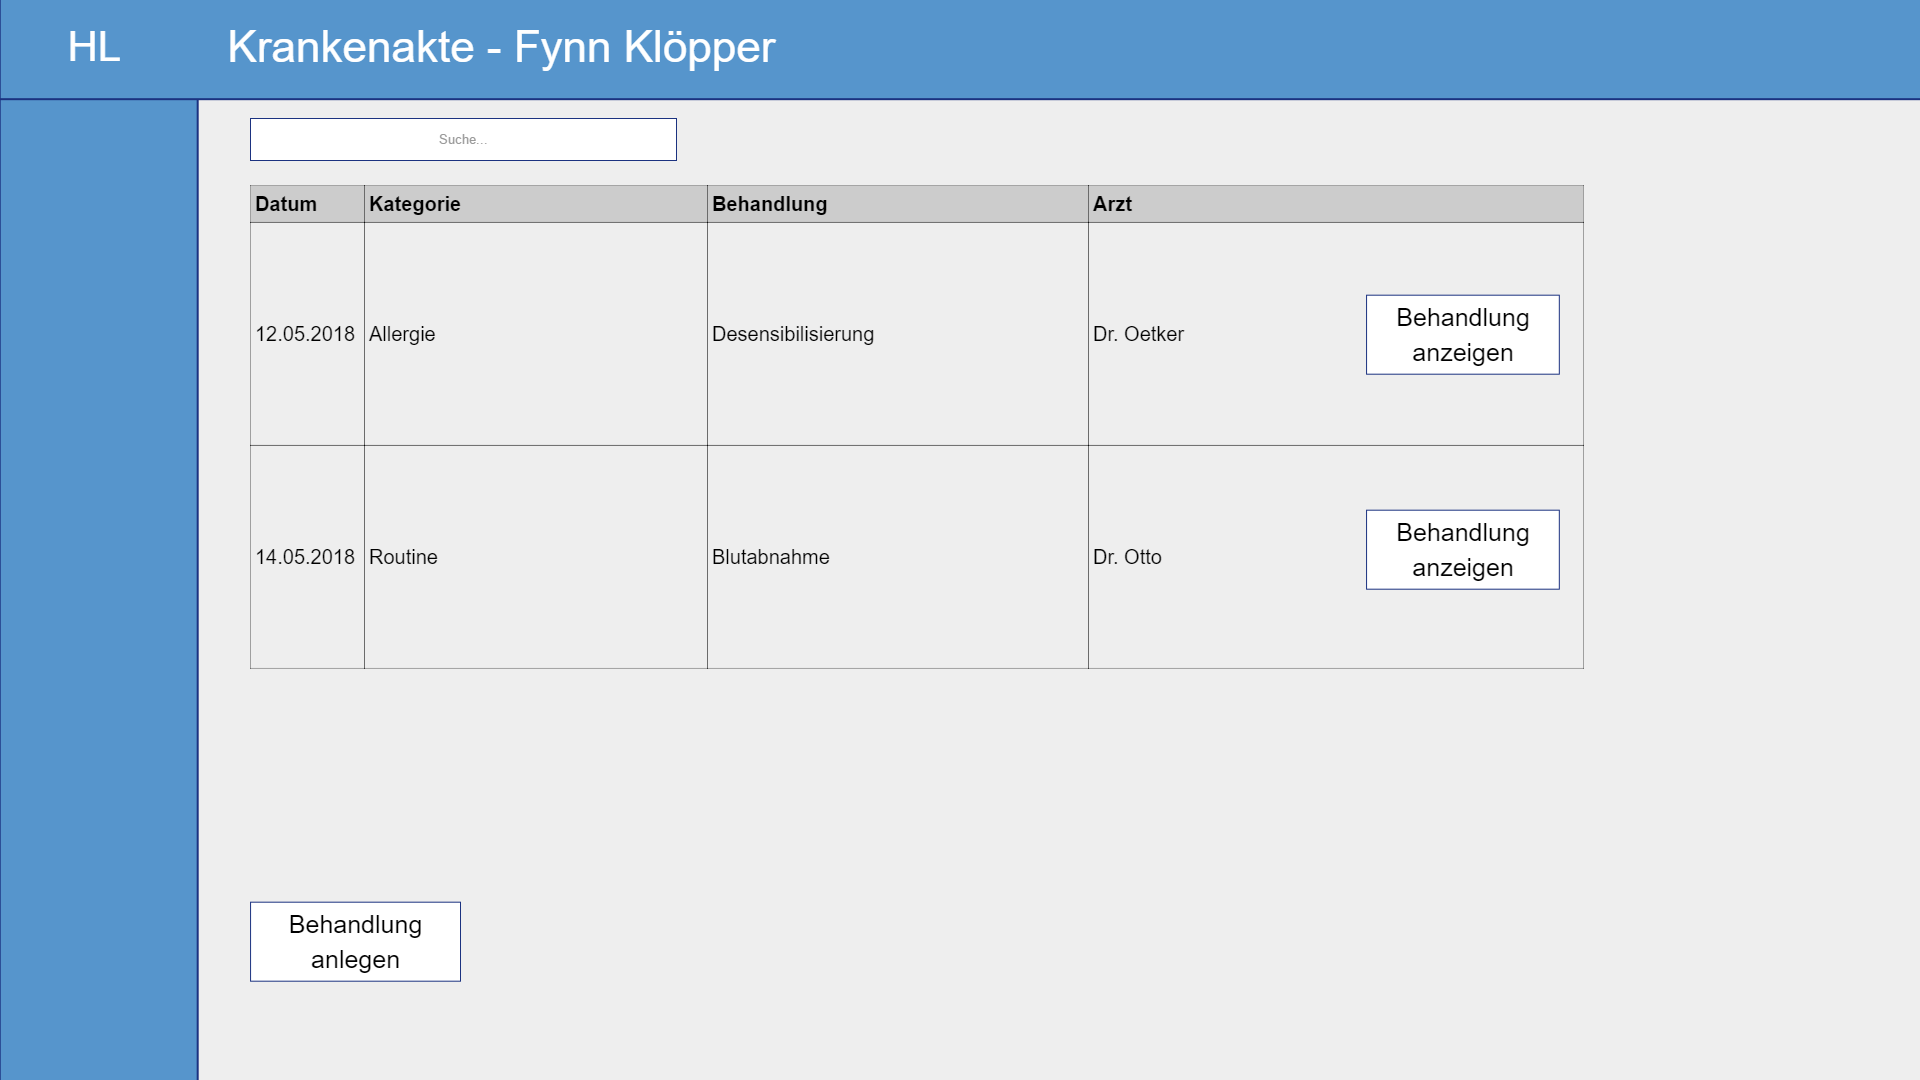 HL Krankenakte - Fynn Klöpper
Suche...
Datum Kategorie Behandlung Arzt
12.05.2018 Allergie Desensibilisierung Dr. Oetker
Behandlung
anzeigen
14.05.2018 Routine Blutabnahme Dr. Otto
Behandlung
anzeigen
Behandlung
anlegen